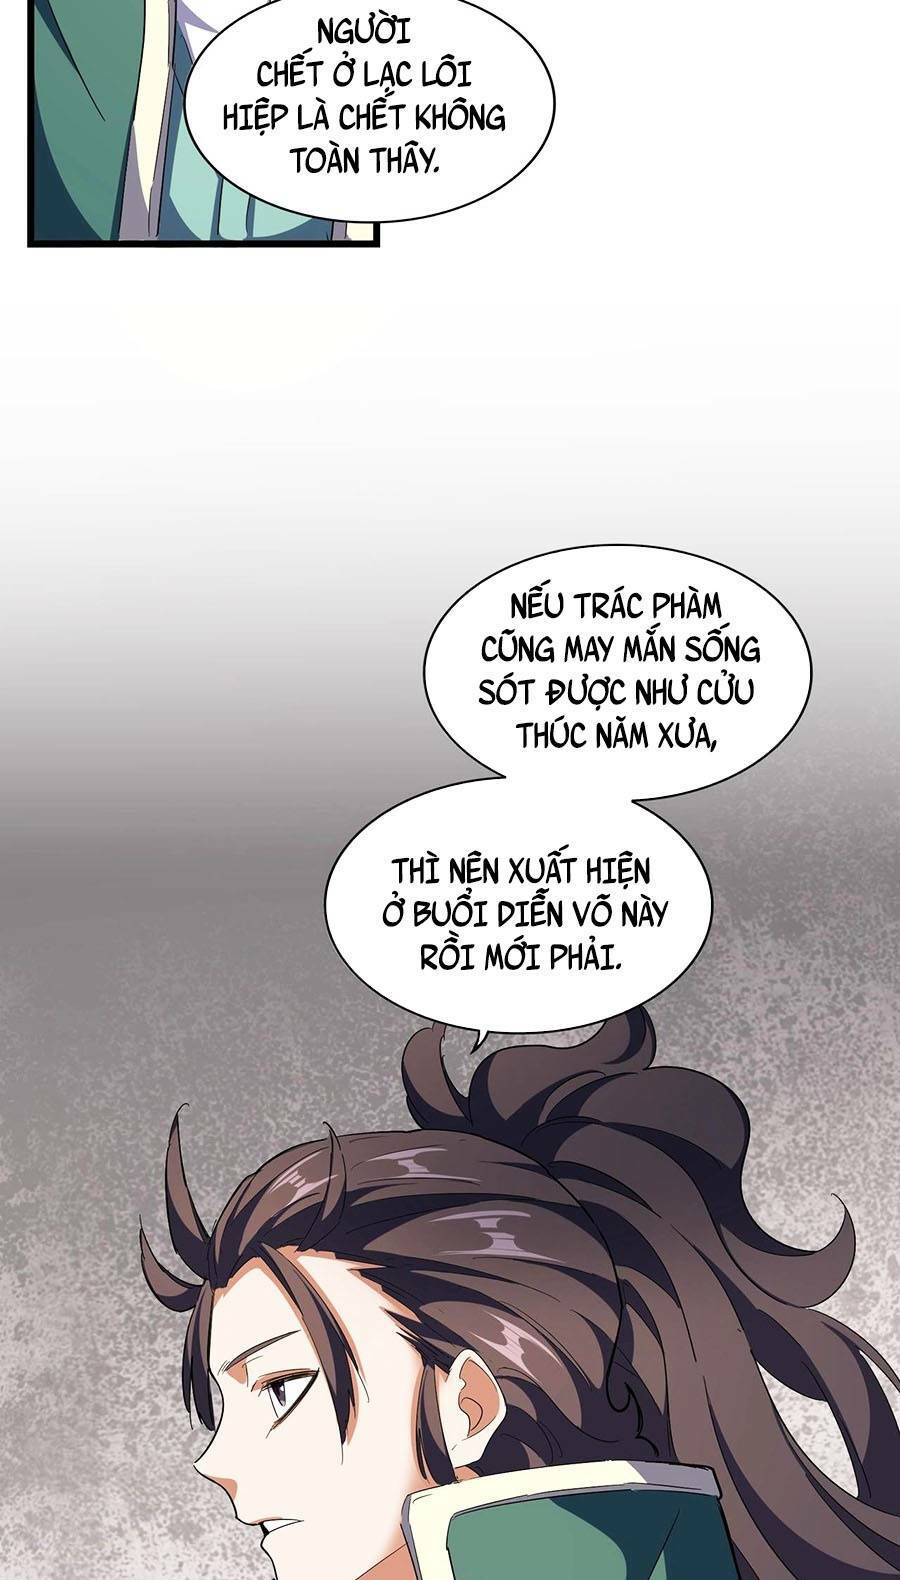 NGƯỜI
CHẾT Ở LẠC LÔI
HIỆP LÀ CHẾT KHÔNG
TOÀN THÂY.
NẾU TRÁC PHÀM
CŨNG MAY MẮN SỐNG
SÓT ĐƯỢC NHƯ CỬU
THÚC NĂM XƯA,
THÌ NÊN XUẤT HIỆN
Ở BUỔI DIỄN VÕ NÀY
RỒI MỚI PHẢI.